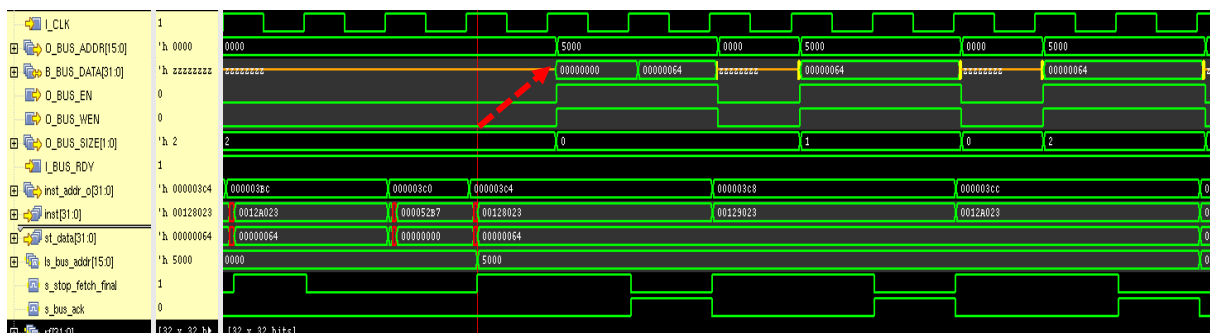 I_CLK 1
O_BUS_ADDR[15:0] 'h 0000 0000 5000 0000 5000 0000 5000
B_BUS_DATA[31:0] 'h zzzzzzzz zzzzzzzz 00000000 00000064 zzzzzzzz 00000064 zzzzzzzz 00000064
O_BUS_EN 0
O_BUS_WEN 0
O_BUS_SIZE[1:0] 'h 2 2 0 1 0 2
I_BUS_RDY 1
inst_addr_o[31:0] 'h 000003c4 000003BC 000003c0 000003c4 000003c8 000003cc 0
inst[31:0] 'h 00128023 0012A023 000052B7 00128023 00129023 0012A023 0
st_data[31:0] 'h 00000064 00000064 00000000 00000064 0
ls_bus_addr[15:0] 'h 5000 0000 5000 0
s_stop_fetch_final 1
s_bus_ack 0
rf[31:0] [32 x 32 b [32 x 32 bits]